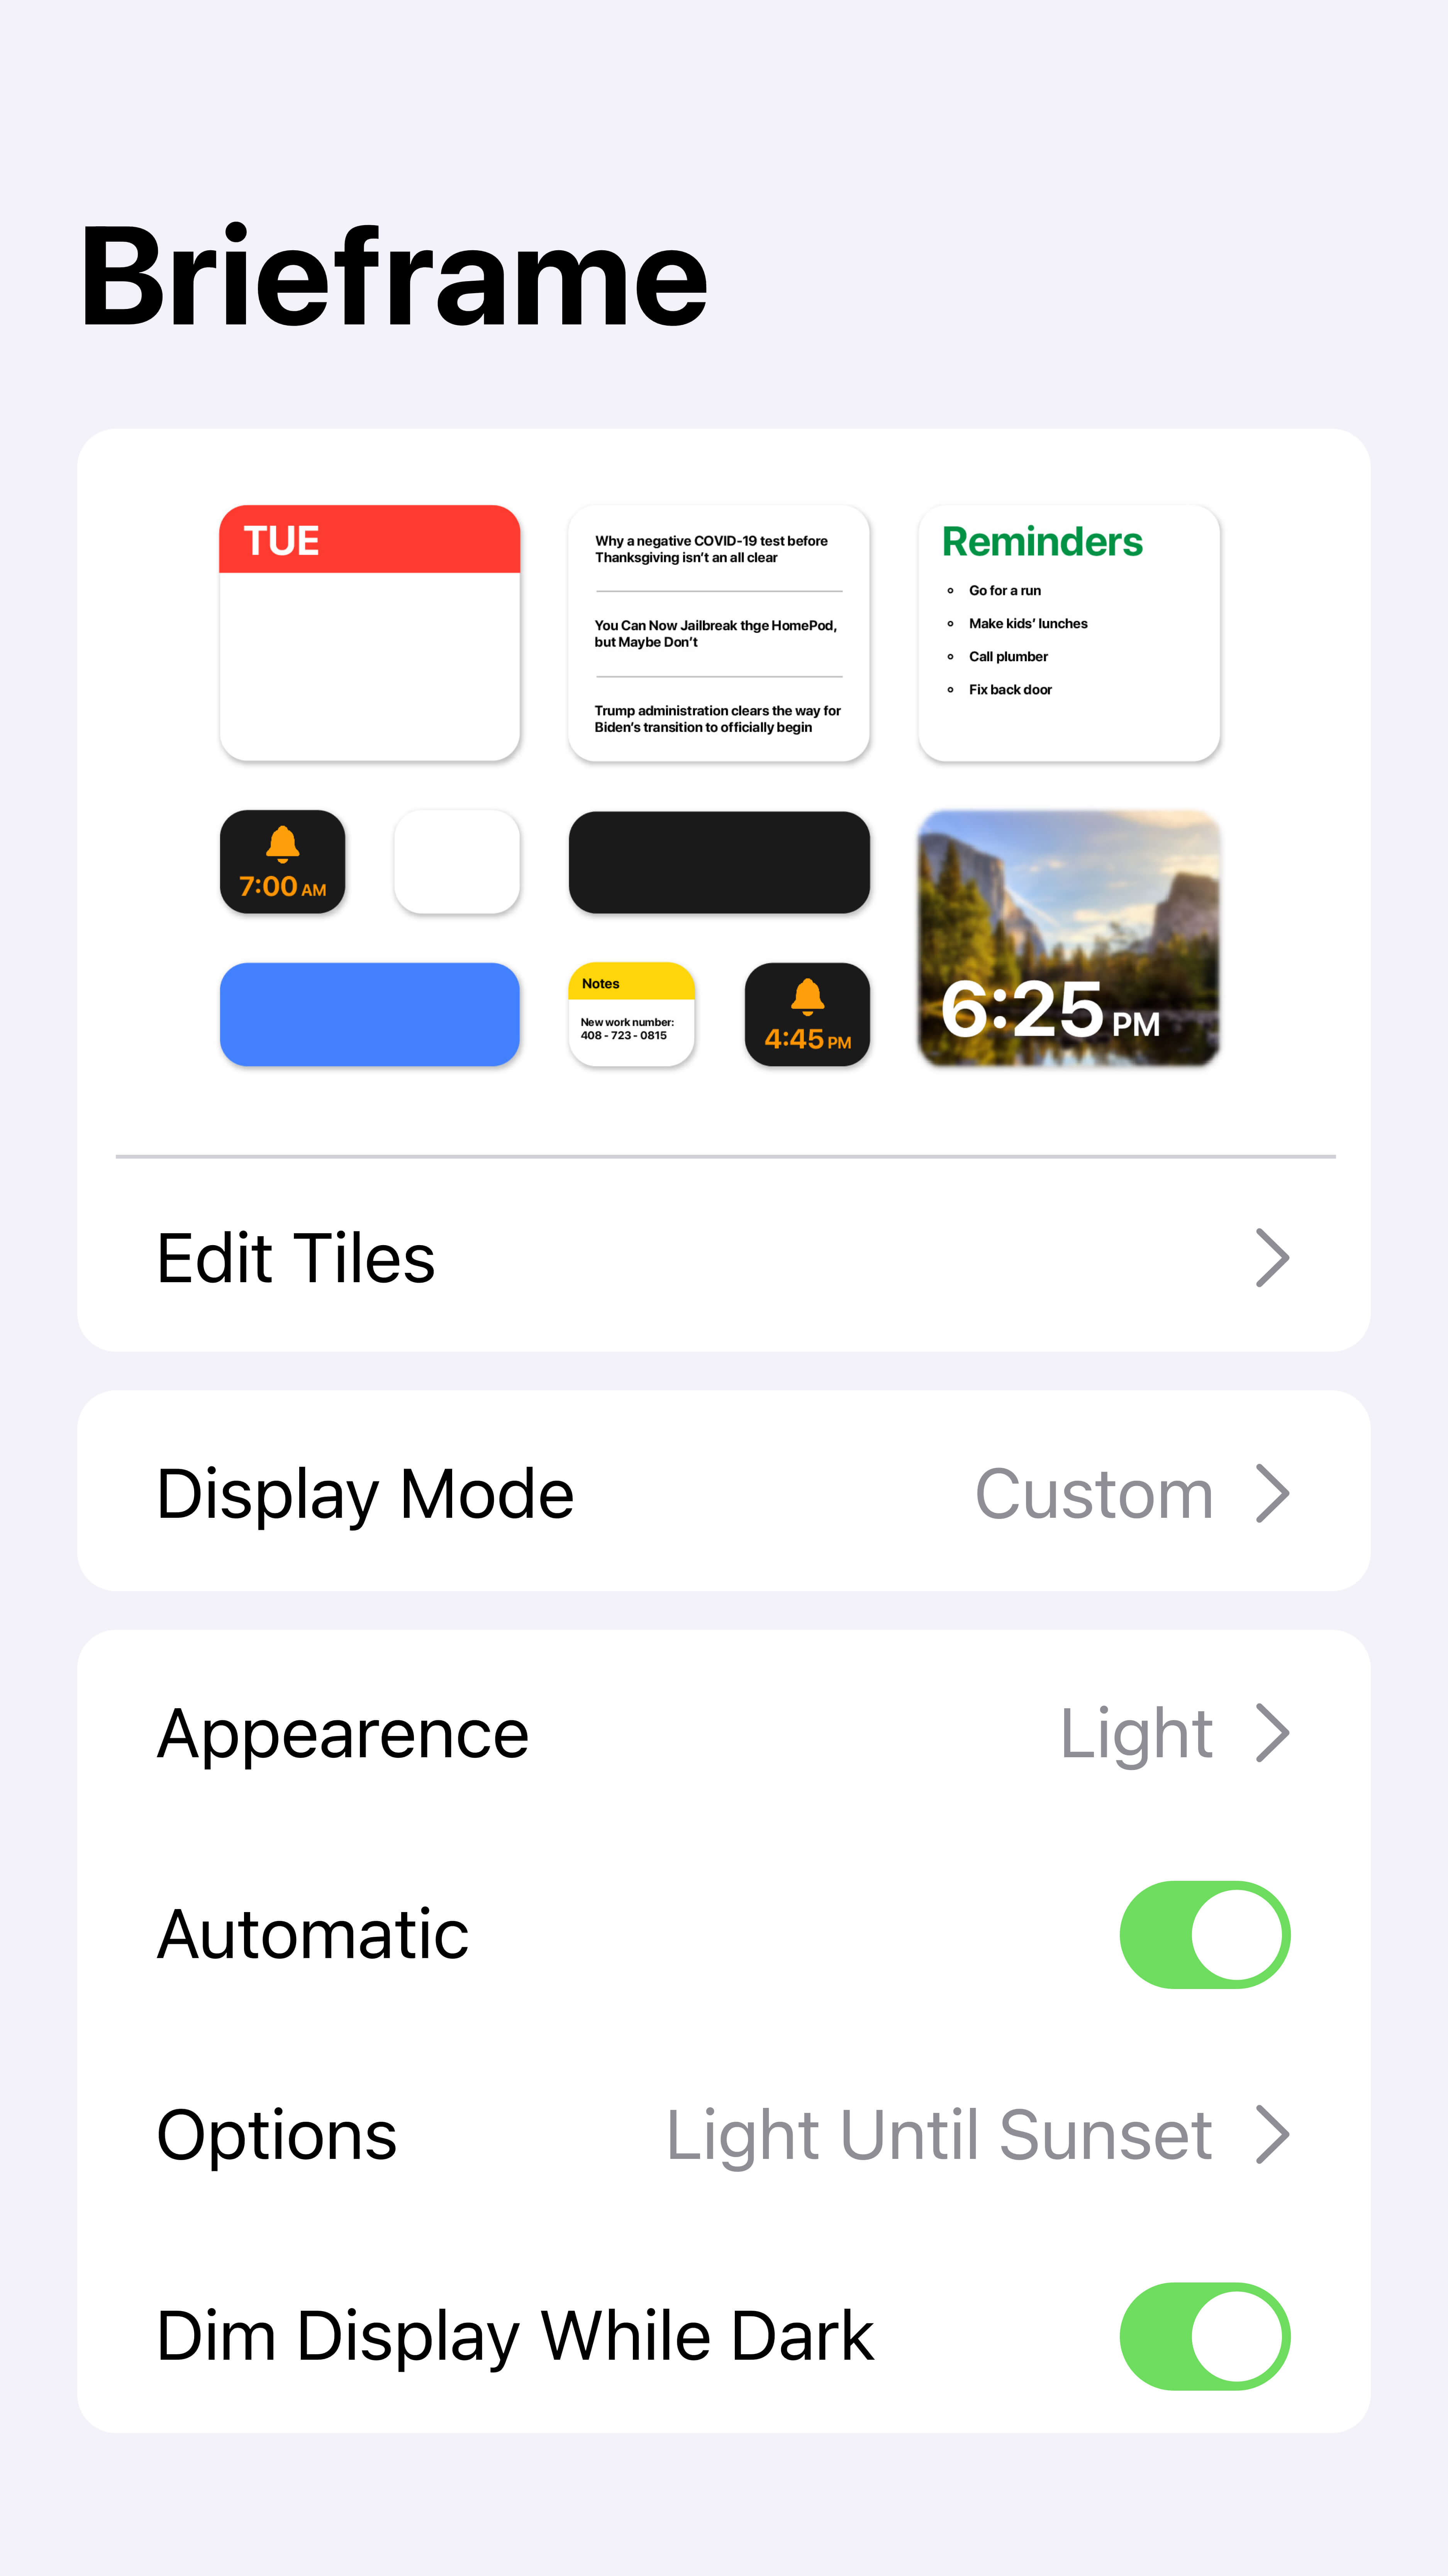 Brieframe
TUE
Why a negative COVID-19 test before
Thanksgiving isn't an all clear
You Can Now Jailbreak thge HomePod,
but Maybe Don't
Trump administration clears the way for
Biden's transition to officially begin
Reminders
Go for a run
Make kids' lunches
Call plumber
Fix back door
7:00 AM
Notes
New work number:
408 - 723 - 0815
4:45 PM
6:25 PM
Edit Tiles
Display Mode Custom
Appearence Light
Automatic
Options Light Until Sunset
Dim Display While Dark